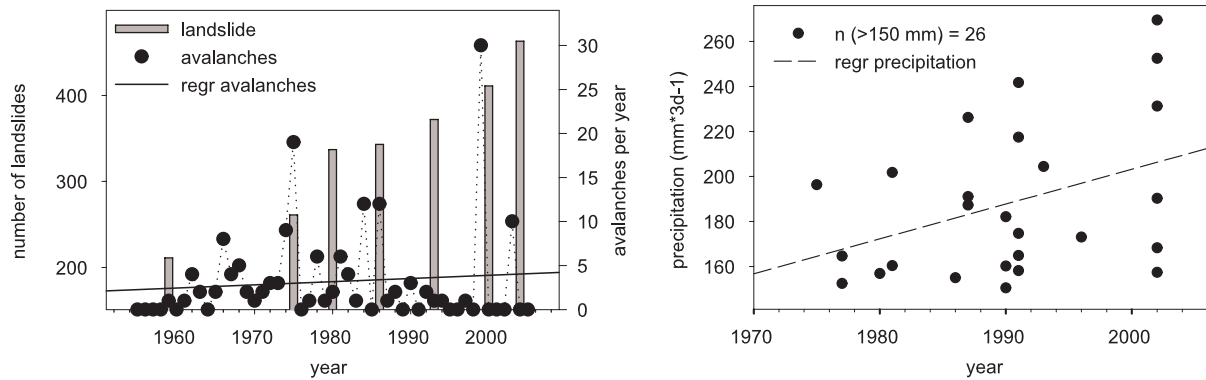 landslide
avalanches
regr avalanches
number of landslides
400
300
200
30
25
20
15
10
5
0
avalanches per year
1960 1970 1980 1990 2000
year
n (>150 mm) = 26
regr precipitation
precipitation (mm*3d-1)
260
240
220
200
180
160
1970 1980 1990 2000
year